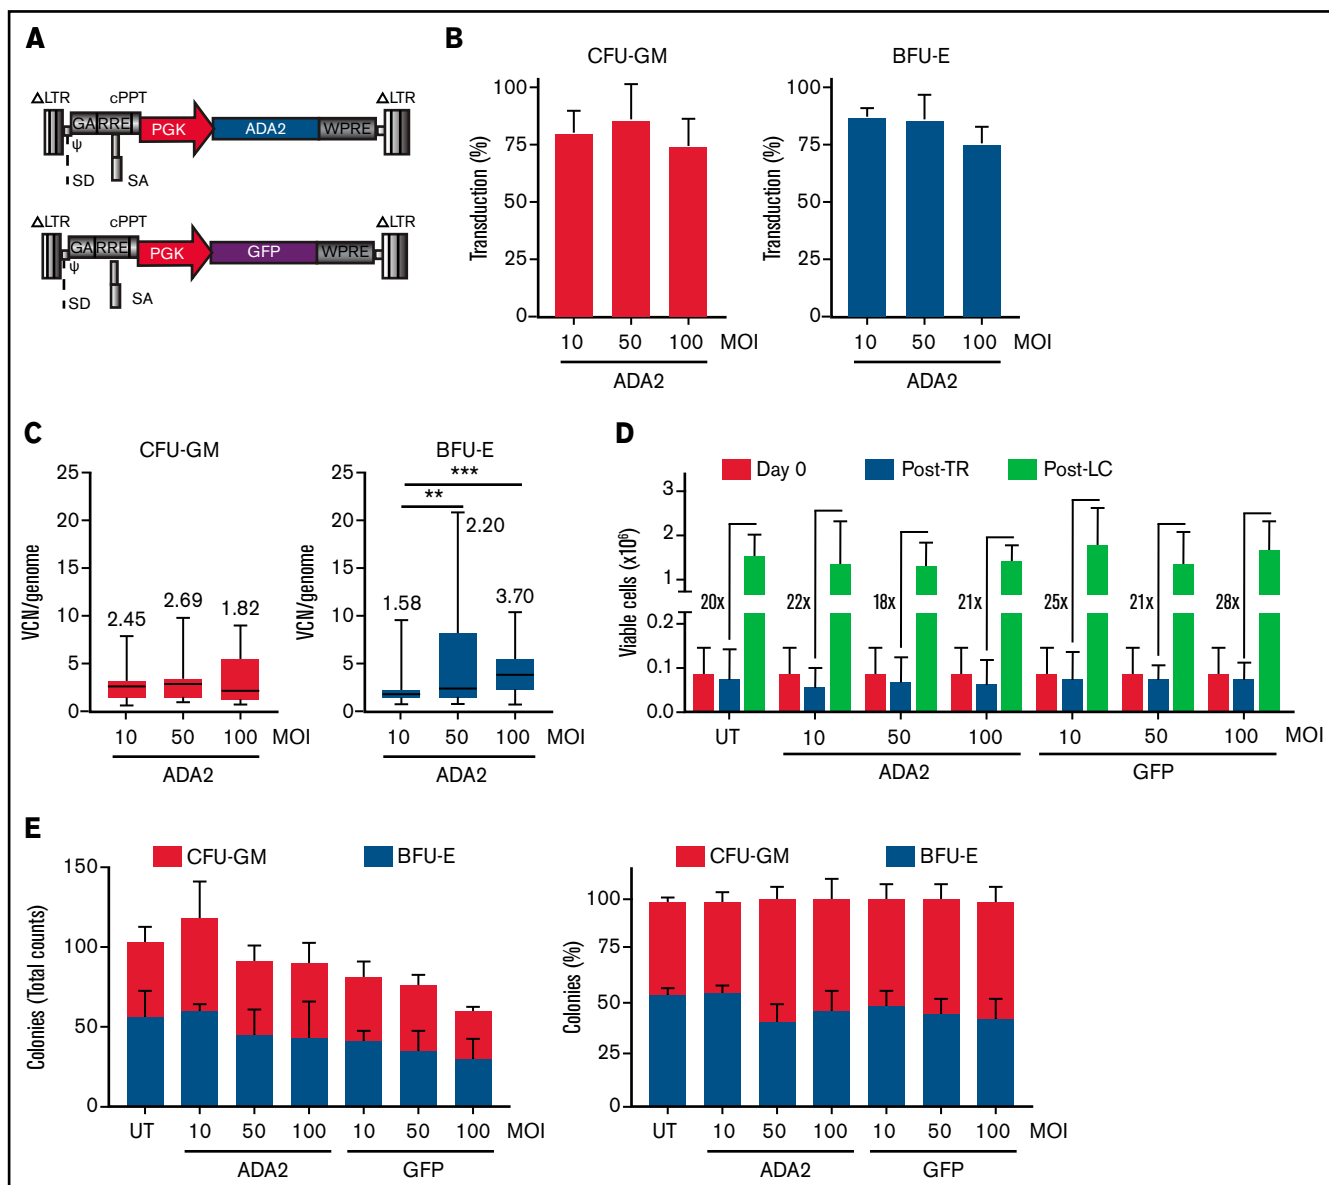 A
ΔLTR cPPT ΔLTR
GA RRE PGK ADA2 WPRE
ψ
SD SA
ΔLTR cPPT ΔLTR
GA RRE PGK GFP WPRE
ψ
SD SA
B
CFU-GM
Transduction (%)
100
75
50
25
0
10 50 100 MOI
ADA2
BFU-E
Transduction (%)
100
75
50
25
0
10 50 100 MOI
ADA2
C
CFU-GM
VCN/genome
25
20
15
10
5
0
2.45 2.69 1.82
10 50 100 MOI
ADA2
BFU-E
VCN/genome
25
20
15
10
5
0
***
**
1.58 2.20 3.70
10 50 100 MOI
ADA2
D
Day 0 Post-TR Post-LC
Viable cells (x10⁶)
3
2
1
0.2
0.1
0.0
20x 22x 18x 21x 25x 21x 28x
UT 10 50 100 10 50 100 MOI
ADA2 GFP
E
CFU-GM BFU-E
Colonies (Total counts)
150
100
50
0
UT 10 50 100 10 50 100 MOI
ADA2 GFP
CFU-GM BFU-E
Colonies (%)
100
75
50
25
0
UT 10 50 100 10 50 100 MOI
ADA2 GFP